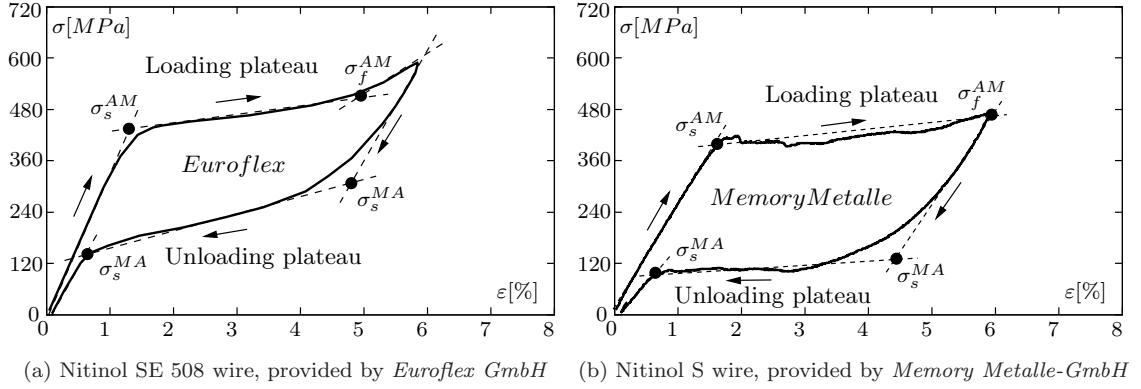 720
σ[MPa]
600
480
360
240
120
0
0 1 2 3 4 5 6 7 8
ε[%]
Loading plateau
σ_s^{AM}
σ_f^{AM}
Euroflex
σ_s^{MA}
Unloading plateau
σ_s^{MA}
(a) Nitinol SE 508 wire, provided by Euroflex GmbH
720
σ[MPa]
600
480
360
240
120
0
0 1 2 3 4 5 6 7 8
ε[%]
Loading plateau
σ_s^{AM}
σ_f^{AM}
MemoryMetalle
σ_s^{MA}
Unloading plateau
σ_s^{MA}
(b) Nitinol S wire, provided by Memory Metalle-GmbH